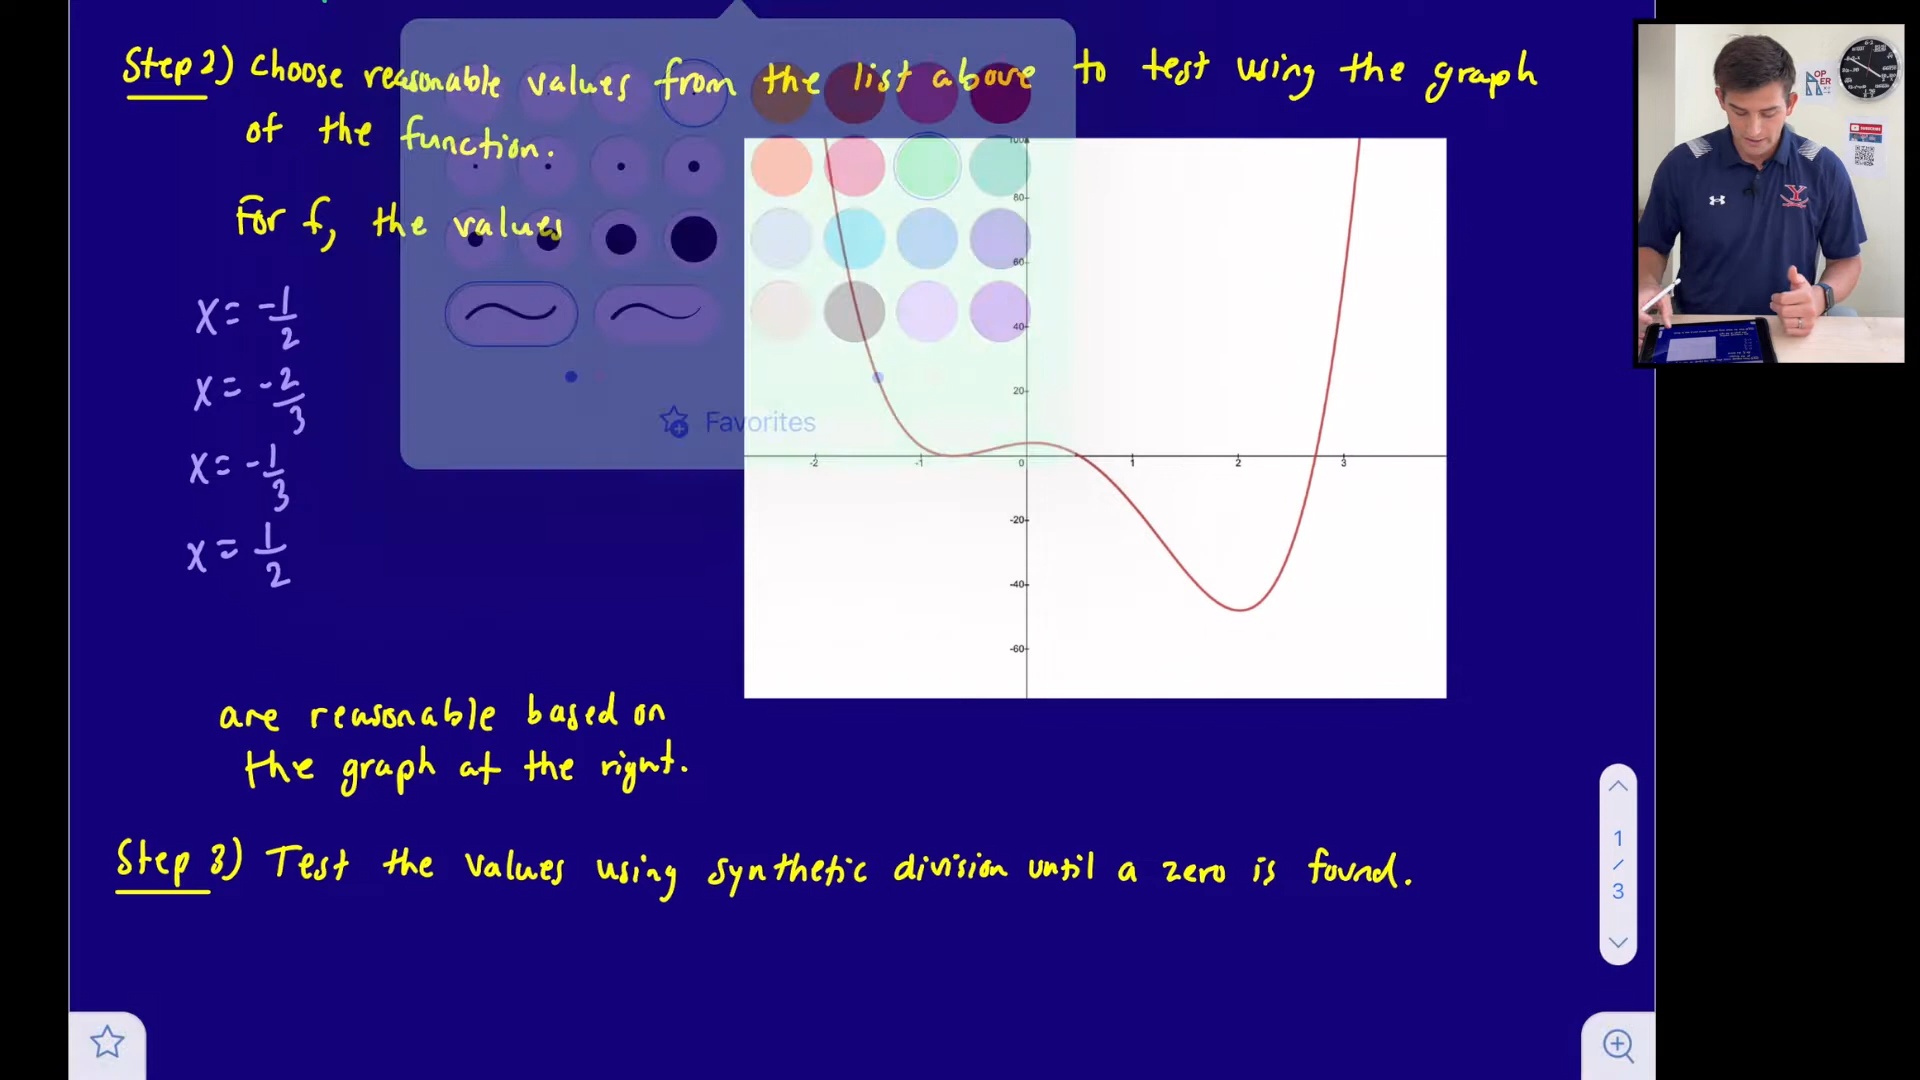 Step 2) Choose reasonable values from the list above to test using the graph
of the function.
For f, the values
x = -1/2
x = -2/3
x = -1/3
x = 1/2
are reasonable based on
the graph at the right.
Step 3) Test the values using synthetic division until a zero is found.
Favorites
100
80
60
40
20
-2 -1 0 1 2 3
-20
-40
-60
1
/
3
OP
ER
Y
SUBSCRIBE